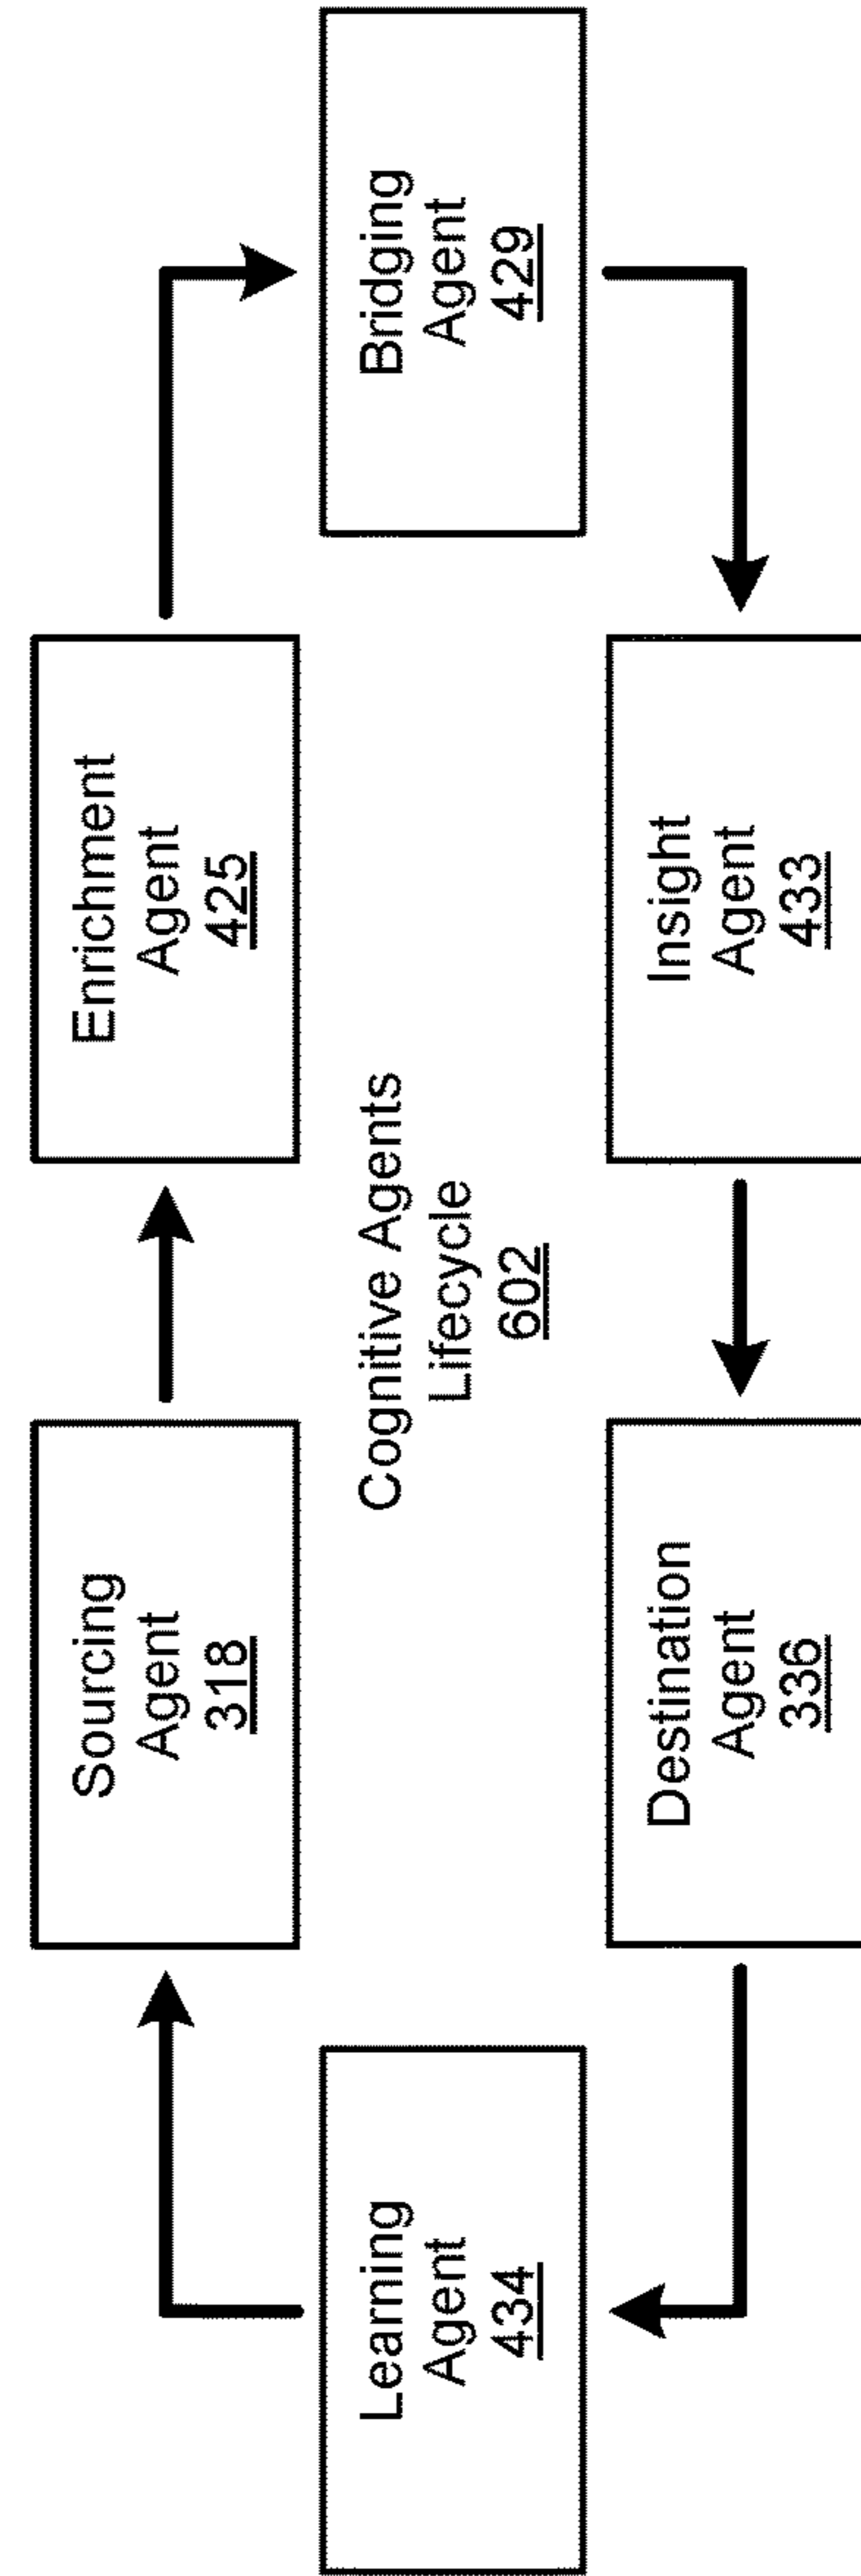 Sourcing
Agent
318
Enrichment
Agent
425
Learning
Agent
434
Cognitive Agents
Lifecycle
602
Bridging
Agent
429
Destination
Agent
336
Insight
Agent
433